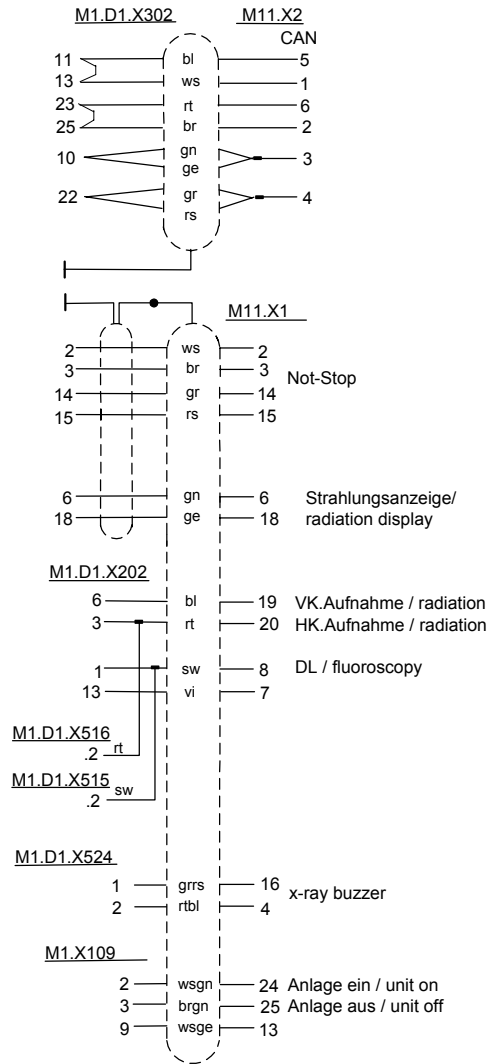 M1.D1.X302 M11.X2
CAN
11 bl 5
13 ws 1
23 rt 6
25 br 2
10 gn 3
ge
22 gr 4
rs
M11.X1
2 ws 2
3 br 3
Not-Stop
14 gr 14
15 rs 15
6 gn 6 Strahlungsanzeige/
18 ge 18 radiation display
M1.D1.X202
6 bl 19 VK.Aufnahme / radiation
3 rt 20 HK.Aufnahme / radiation
1 sw 8 DL / fluoroscopy
13 vi 7
M1.D1.X516
.2 rt
M1.D1.X515
.2 sw
M1.D1.X524
1 grrs 16 x-ray buzzer
2 rtbl 4
M1.X109
2 wsgn 24 Anlage ein / unit on
3 brgn 25 Anlage aus / unit off
9 wsge 13